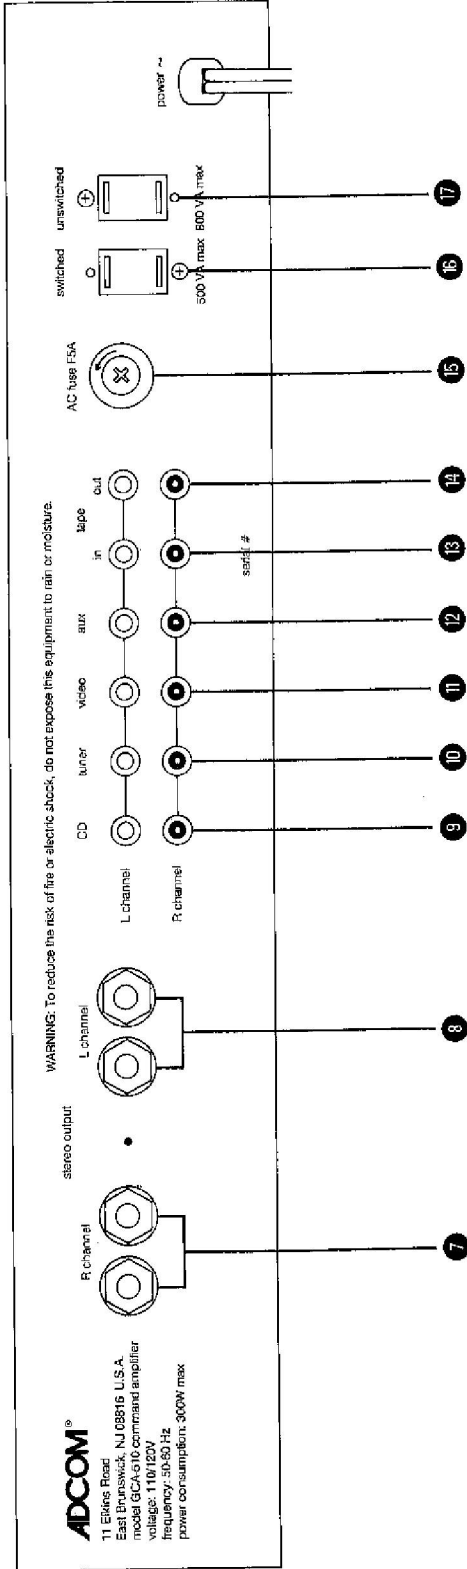 ADCOM®
11 Elkins Road
East Brunswick, NJ 08816 U.S.A.
model GCA-510 command amplifier
voltage: 110/120V
frequency: 50-60 Hz
power consumption: 300W max
WARNING: To reduce the risk of fire or electric shock, do not expose this equipment to rain or moisture.
stereo output
R channel
L channel
CD
tuner
video
aux
tape
in
out
L channel
R channel
serial #
AC fuse F5A
switched
500 VA max
unswitched
800 VA max
power ~
7
8
9
10
11
12
13
14
15
16
17